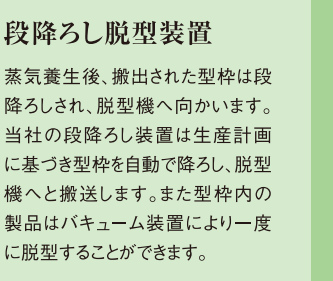 段降ろし脱型装置
蒸気養生後、搬出された型枠は段
降ろしされ、脱型機へ向かいます。
当社の段降ろし装置は生産計画
に基づき型枠を自動で降ろし、脱型
機へと搬送します。また型枠内の
製品はバキューム装置により一度
に脱型することができます。